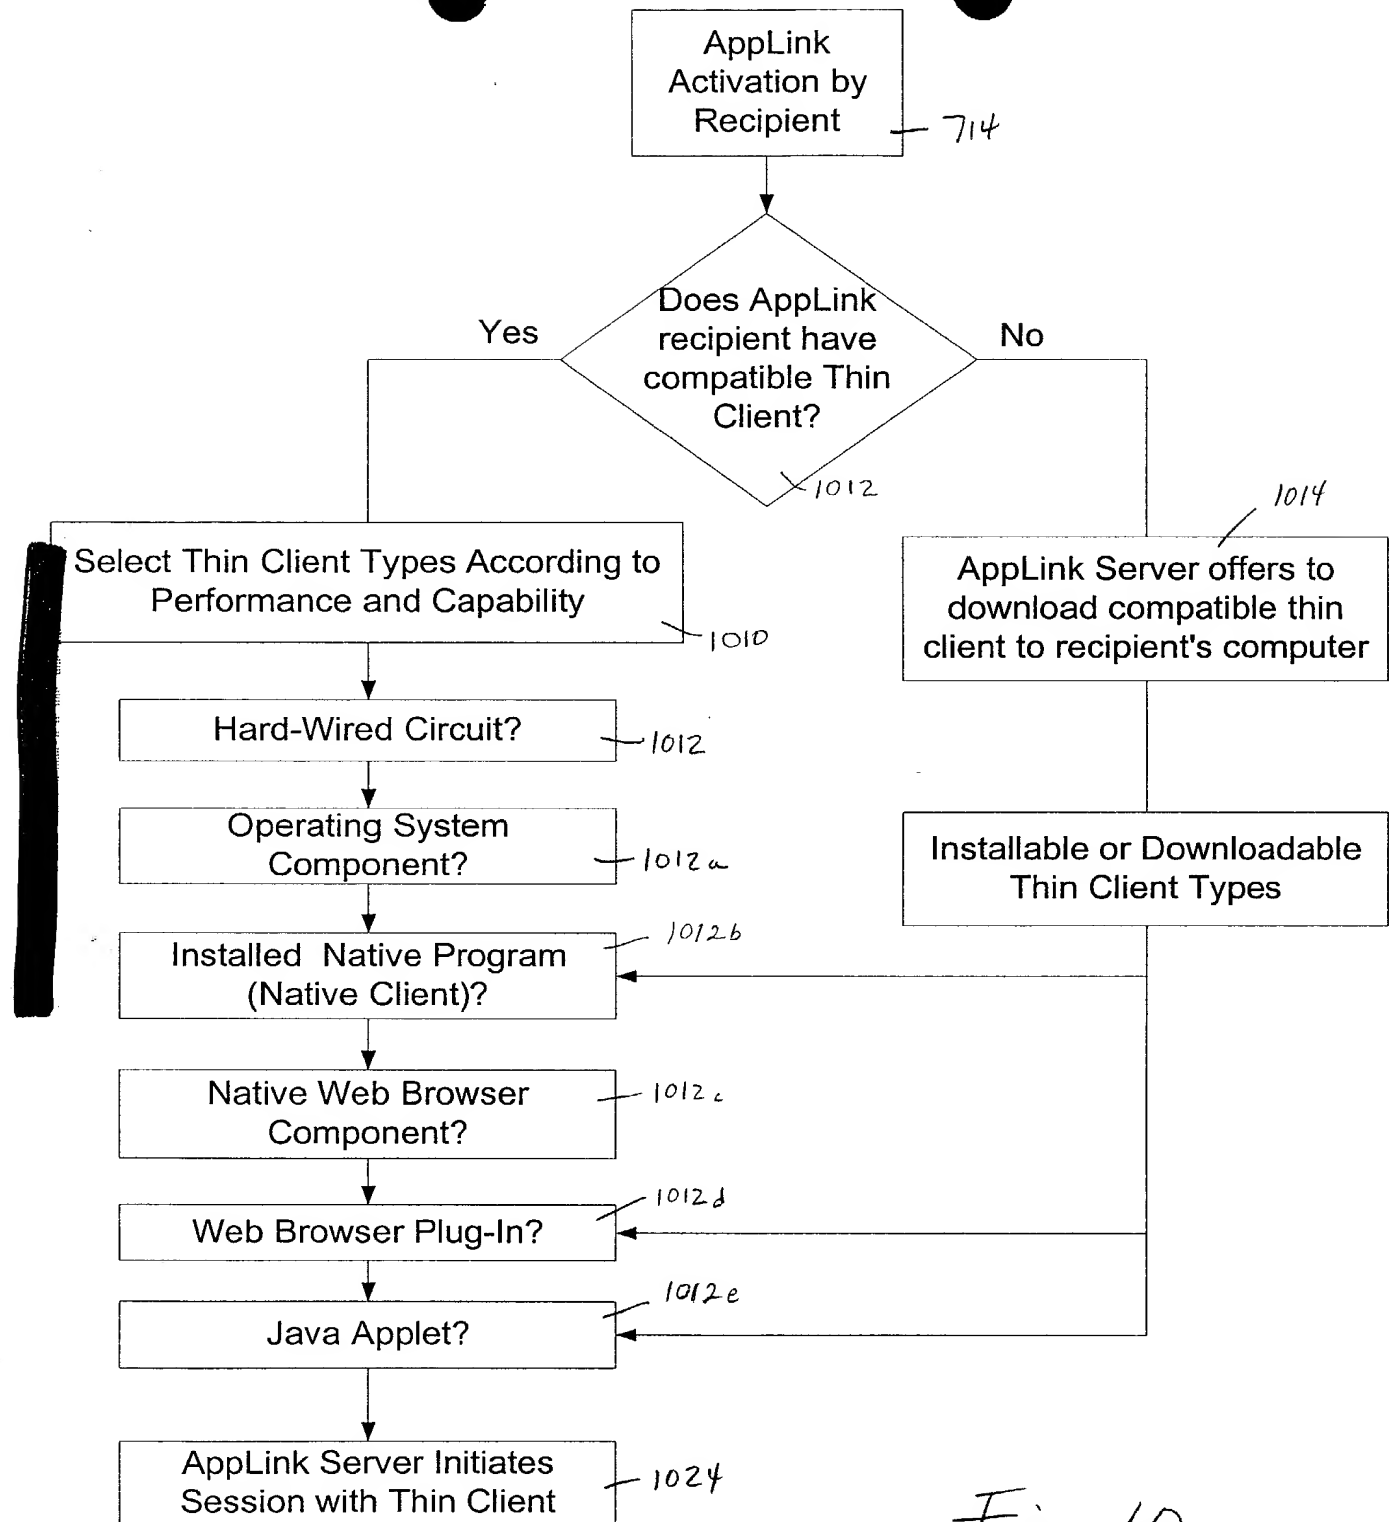 AppLink
Activation by
Recipient
714
Does AppLink
recipient have
compatible Thin
Client?
1012
Yes
No
1014
Select Thin Client Types According to
Performance and Capability
1010
AppLink Server offers to
download compatible thin
client to recipient's computer
Hard-Wired Circuit?
1012
Operating System
Component?
1012a
Installable or Downloadable
Thin Client Types
Installed Native Program
(Native Client)?
1012b
Native Web Browser
Component?
1012c
Web Browser Plug-In?
1012d
Java Applet?
1012e
AppLink Server Initiates
Session with Thin Client
1024
Fig. 10